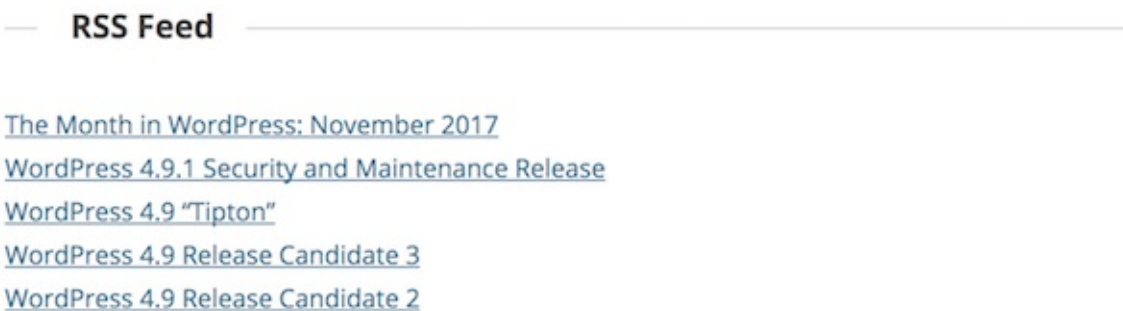 RSS Feed
The Month in WordPress: November 2017
WordPress 4.9.1 Security and Maintenance Release
WordPress 4.9 “Tipton”
WordPress 4.9 Release Candidate 3
WordPress 4.9 Release Candidate 2